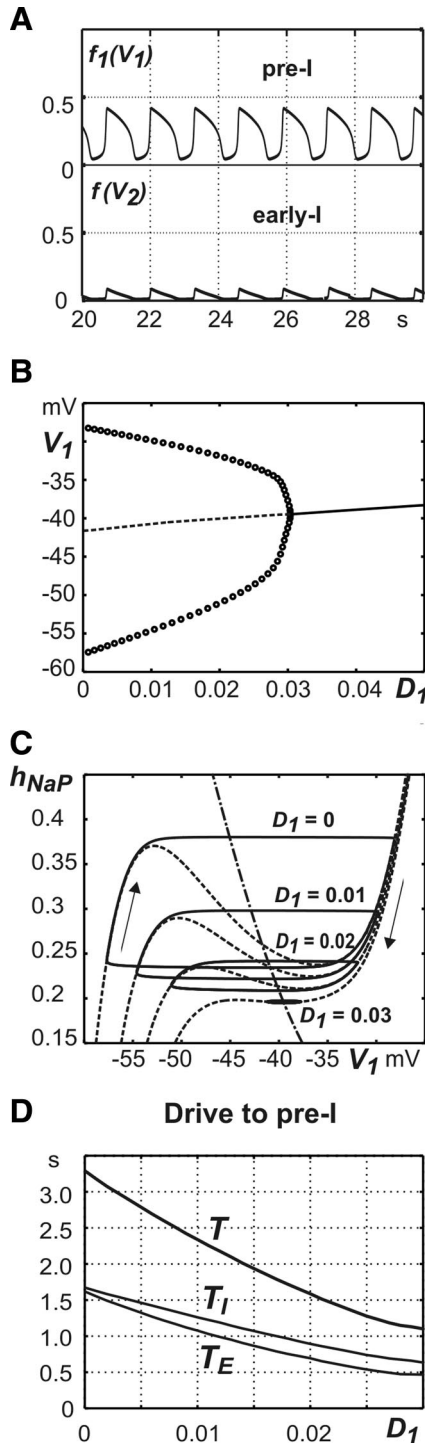 A
f1(V1)
pre-I
0.5
0
f(V2)
early-I
0.5
0
20 22 24 26 28 s
B
mV
V1
-35
-40
-45
-50
-55
-60
0 0.01 0.02 0.03 0.04 D1
C
hNaP
0.4
D1 = 0
0.35
0.3
D1 = 0.01
0.25
D1 = 0.02
0.2
D1 = 0.03
0.15
-55 -50 -45 -40 -35 V1 mV
D Drive to pre-I
s
3.0
2.5
T
2.0
1.5
TI
1.0
TE
0.5
0
0 0.01 0.02 D1